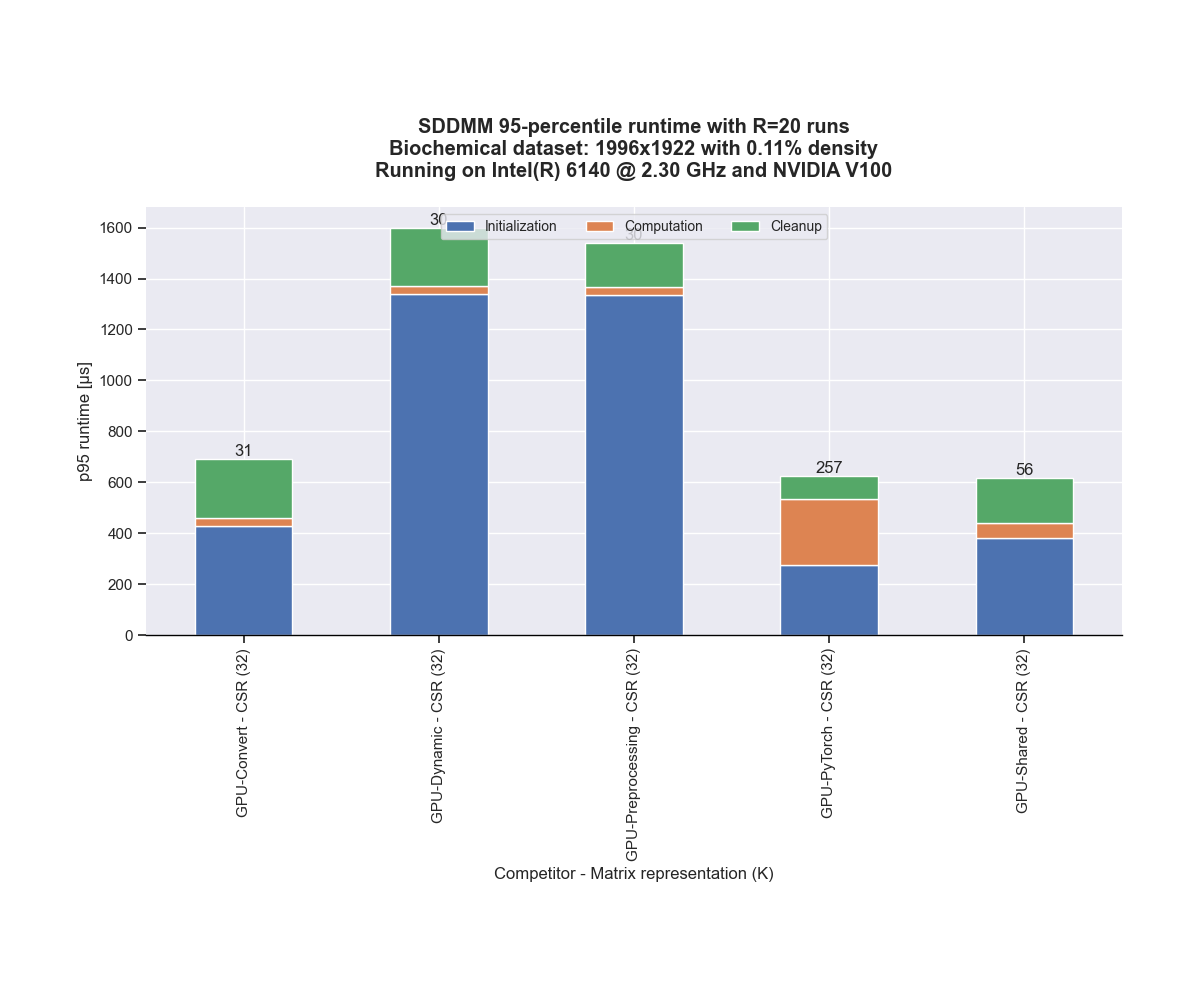 SDDMM 95-percentile runtime with R=20 runs
Biochemical dataset: 1996x1922 with 0.11% density
Running on Intel(R) 6140 @ 2.30 GHz and NVIDIA V100
Initialization Computation Cleanup
p95 runtime [μs]
1600
1400
1200
1000
800
600
400
200
0
31
30
30
257
56
GPU-Convert - CSR (32)
GPU-Dynamic - CSR (32)
GPU-Preprocessing - CSR (32)
GPU-PyTorch - CSR (32)
GPU-Shared - CSR (32)
Competitor - Matrix representation (K)